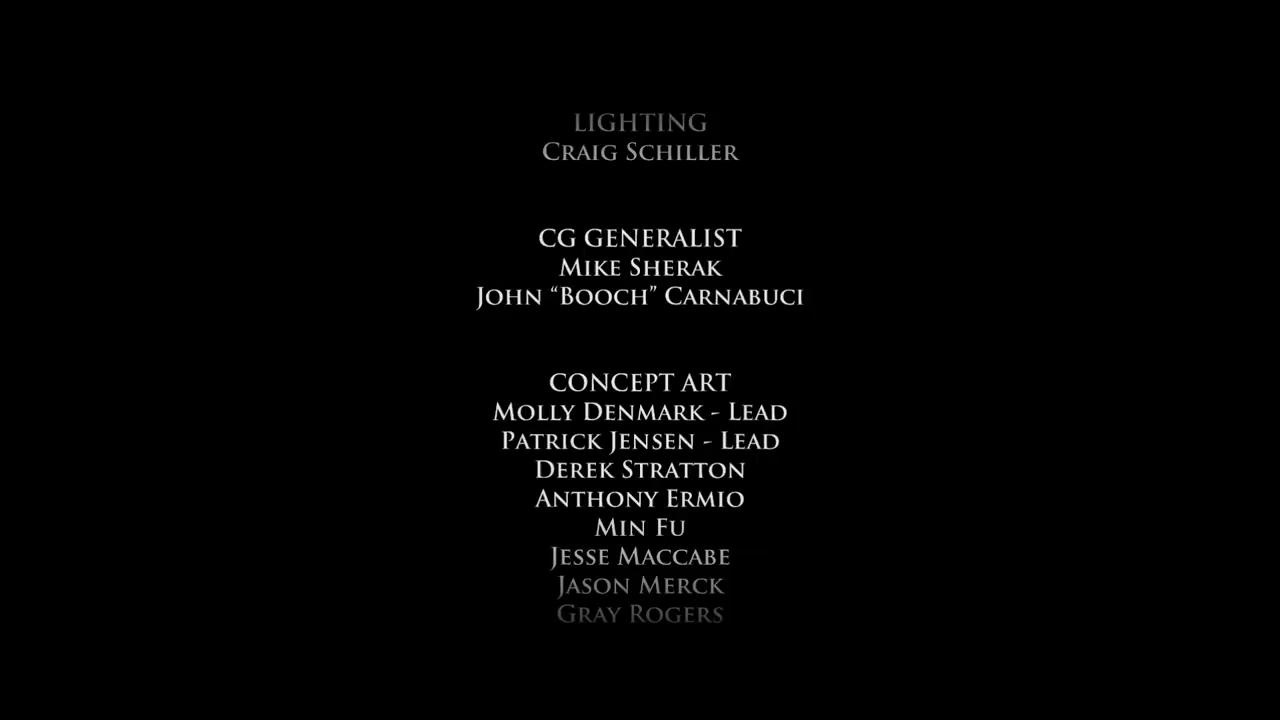 LIGHTING
Craig Schiller
CG GENERALIST
Mike Sherak
John “Booch” Carnabuci
CONCEPT ART
Molly Denmark - Lead
Patrick Jensen - Lead
Derek Stratton
Anthony Ermio
Min Fu
Jesse Maccabe
Jason Merck
Gray Rogers